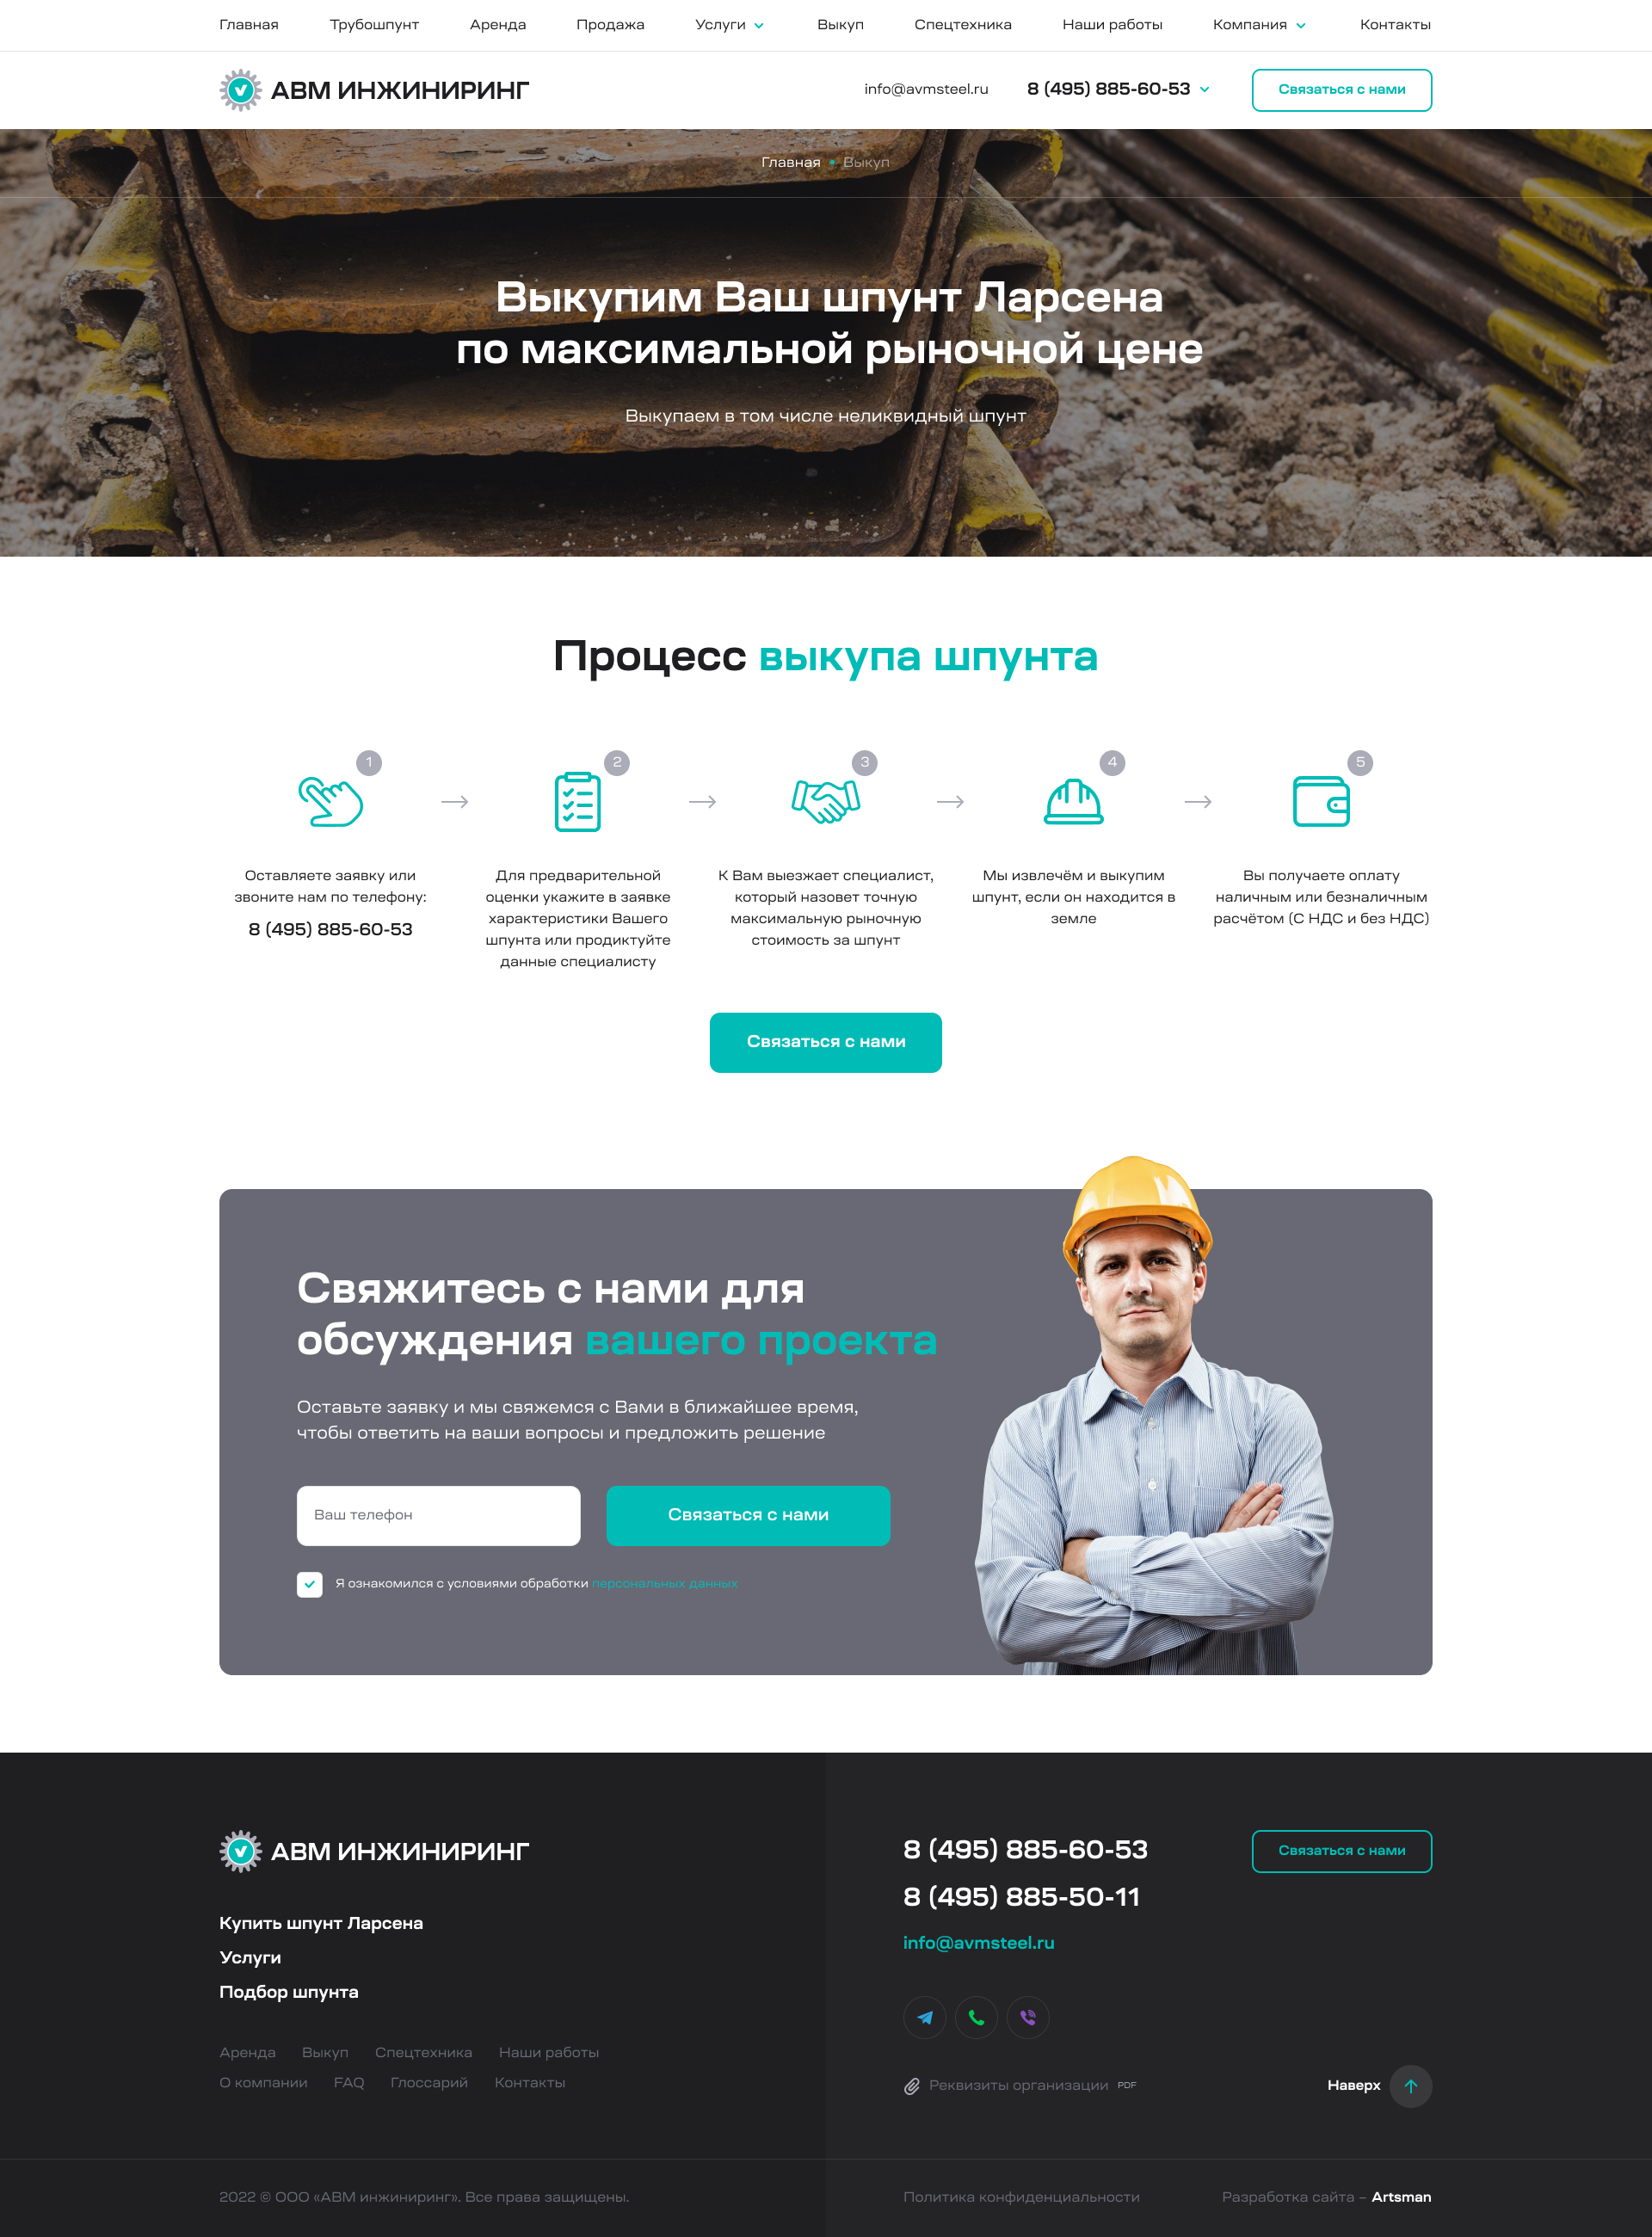 Главная Трубошпунт Аренда Продажа Услуги Выкуп Спецтехника Наши работы Компания Контакты
АВМ ИНЖИНИРИНГ info@avmsteel.ru 8 (495) 885-60-53 Связаться с нами
Главная Выкуп
Выкупим Ваш шпунт Ларсена
по максимальной рыночной цене
Выкупаем в том числе неликвидный шпунт
Процесс выкупа шпунта
1
Оставляете заявку или
звоните нам по телефону:
8 (495) 885-60-53
2
Для предварительной
оценки укажите в заявке
характеристики Вашего
шпунта или продиктуйте
данные специалисту
3
К Вам выезжает специалист,
который назовет точную
максимальную рыночную
стоимость за шпунт
4
Мы извлечём и выкупим
шпунт, если он находится в
земле
5
Вы получаете оплату
наличным или безналичным
расчётом (С НДС и без НДС)
Связаться с нами
Свяжитесь с нами для
обсуждения вашего проекта
Оставьте заявку и мы свяжемся с Вами в ближайшее время,
чтобы ответить на ваши вопросы и предложить решение
Ваш телефон Связаться с нами
Я ознакомился с условиями обработки персональных данных
АВМ ИНЖИНИРИНГ
Купить шпунт Ларсена
Услуги
Подбор шпунта
Аренда Выкуп Спецтехника Наши работы
О компании FAQ Глоссарий Контакты
8 (495) 885-60-53 Связаться с нами
8 (495) 885-50-11
info@avmsteel.ru
Реквизиты организации PDF Наверх
2022 © ООО «АВМ инжиниринг». Все права защищены. Политика конфиденциальности Разработка сайта – Artsman